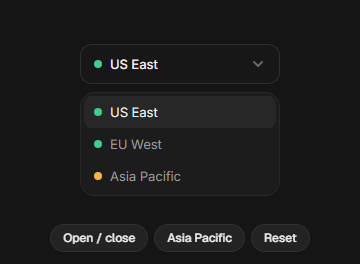 US East
US East
EU West
Asia Pacific
Open / close Asia Pacific Reset